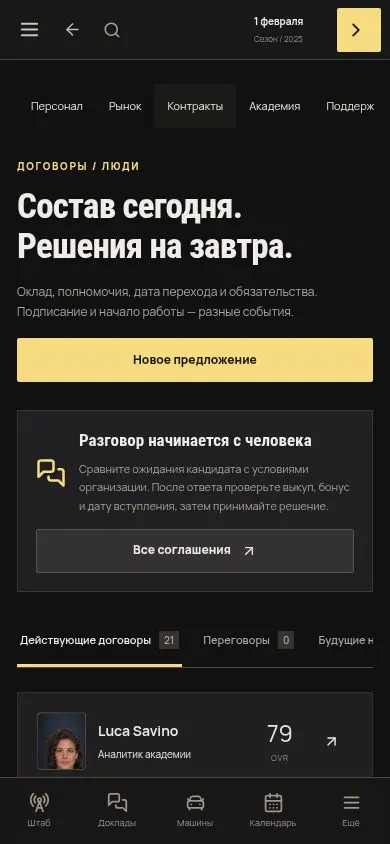 1 февраля
Сезон / 2025
Персонал
Рынок
Контракты
Академия
Поддерж
ДОГОВОРЫ / ЛЮДИ
Состав сегодня.
Решения на завтра.
Оклад, полномочия, дата перехода и обязательства.
Подписание и начало работы — разные события.
Новое предложение
Разговор начинается с человека
Сравните ожидания кандидата с условиями
организации. После ответа проверьте выкуп, бонус
и дату вступления, затем принимайте решение.
Все соглашения
Действующие договоры 21
Переговоры 0
Будущие н
Luca Savino
Аналитик академии
79
OVR
Штаб
Доклады
Машины
Календарь
Ещё